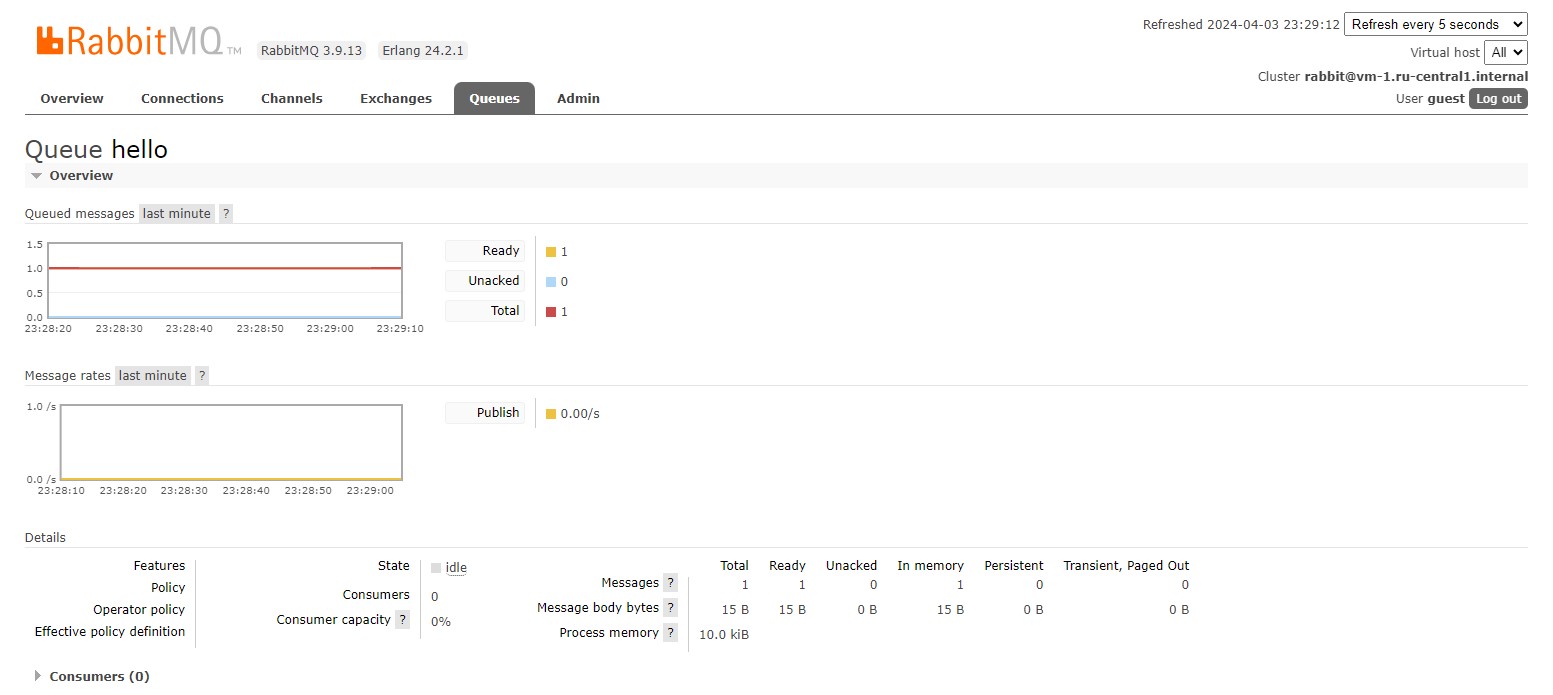 RabbitMQ TM RabbitMQ 3.9.13 Erlang 24.2.1
Refreshed 2024-04-03 23:29:12 Refresh every 5 seconds
Virtual host All
Cluster rabbit@vm-1.ru-central1.internal
User guest Log out
Overview Connections Channels Exchanges Queues Admin
Queue hello
Overview
Queued messages last minute ?
1.5
1.0
0.5
0.0
23:28:20 23:28:30 23:28:40 23:28:50 23:29:00 23:29:10
Ready 1
Unacked 0
Total 1
Message rates last minute ?
1.0 /s
0.0 /s
23:28:10 23:28:20 23:28:30 23:28:40 23:28:50 23:29:00
Publish 0.00/s
Details
Features
Policy
Operator policy
Effective policy definition
State idle
Consumers 0
Consumer capacity ? 0%
Total Ready Unacked In memory Persistent Transient, Paged Out
Messages ? 1 1 0 1 0 0
Message body bytes ? 15 B 15 B 0 B 15 B 0 B 0 B
Process memory ? 10.0 kiB
Consumers (0)